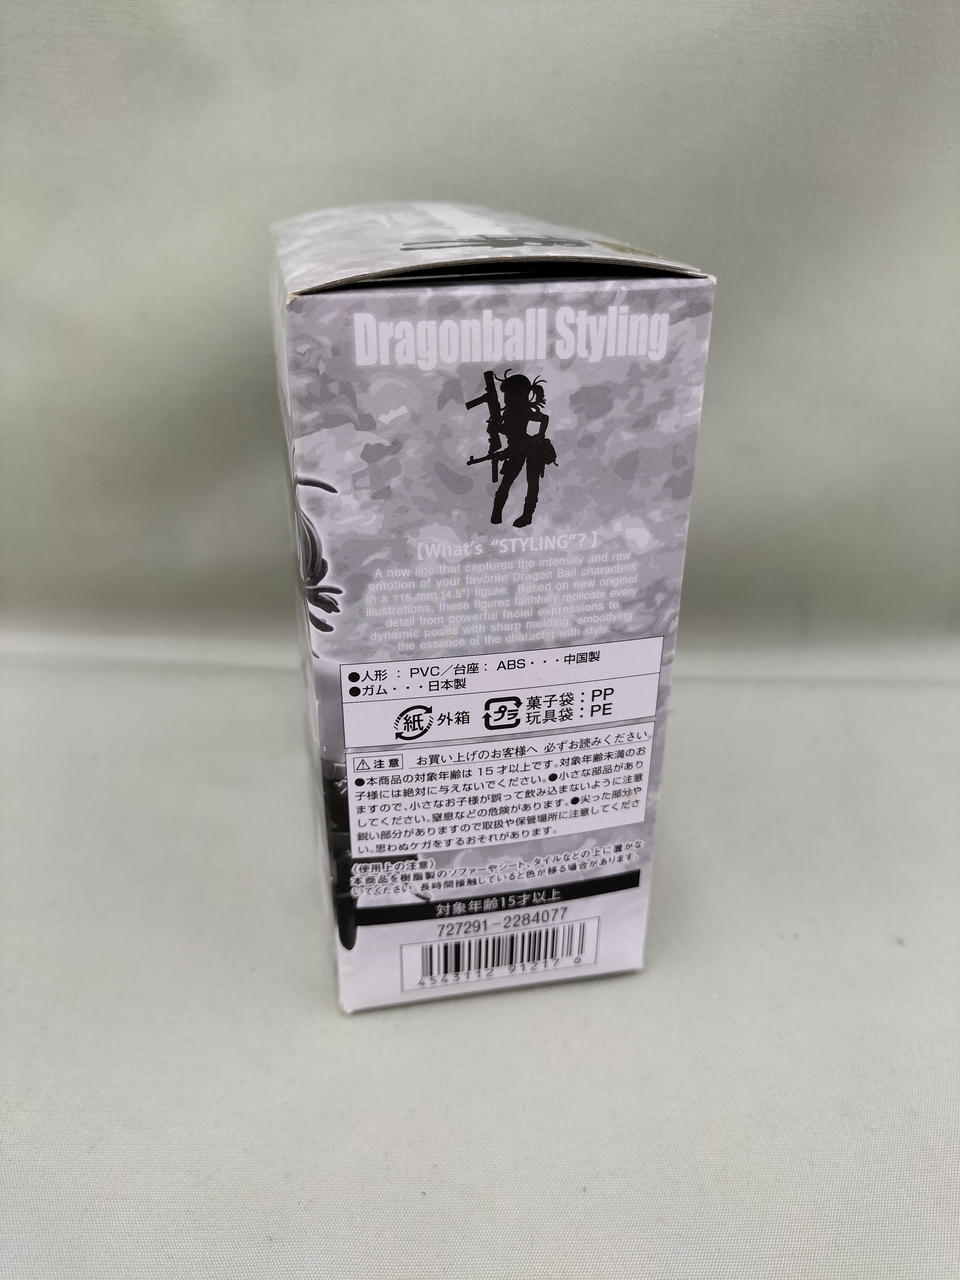 Dragonball Styling
【What's “STYLING”? 】
A new line that captures the intensity and raw
emotion of your favorite Dragon Ball characters
in a 115 mm (4.5") figure. Based on new original
illustrations, these figures faithfully replicate every
detail from powerful facial expressions to
dynamic poses with sharp molding, embodying
the essence of the character with style.
●人形 : PVC／台座 : ABS・・・中国製
●ガム・・・日本製
紙 外箱 プラ 菓子袋 : PP
玩具袋 : PE
⚠注意 お買い上げのお客様へ 必ずお読みください。
●本商品の対象年齢は 15 才以上です。対象年齢未満のお
子様には絶対に与えないでください。●小さな部品があり
ますので、小さなお子様が誤って飲み込まないように注意
してください。窒息などの危険があります。●尖った部分や
鋭い部分がありますので取扱や保管場所に注意してくださ
い。思わぬケガをするおそれがあります。
〈使用上の注意〉
本商品を樹脂製のソファーやシート、タイルなどの上に置かな
いでください。長時間接触していると色が移る場合があります。
対象年齢15才以上
727291-2284077
4543112 91217 6